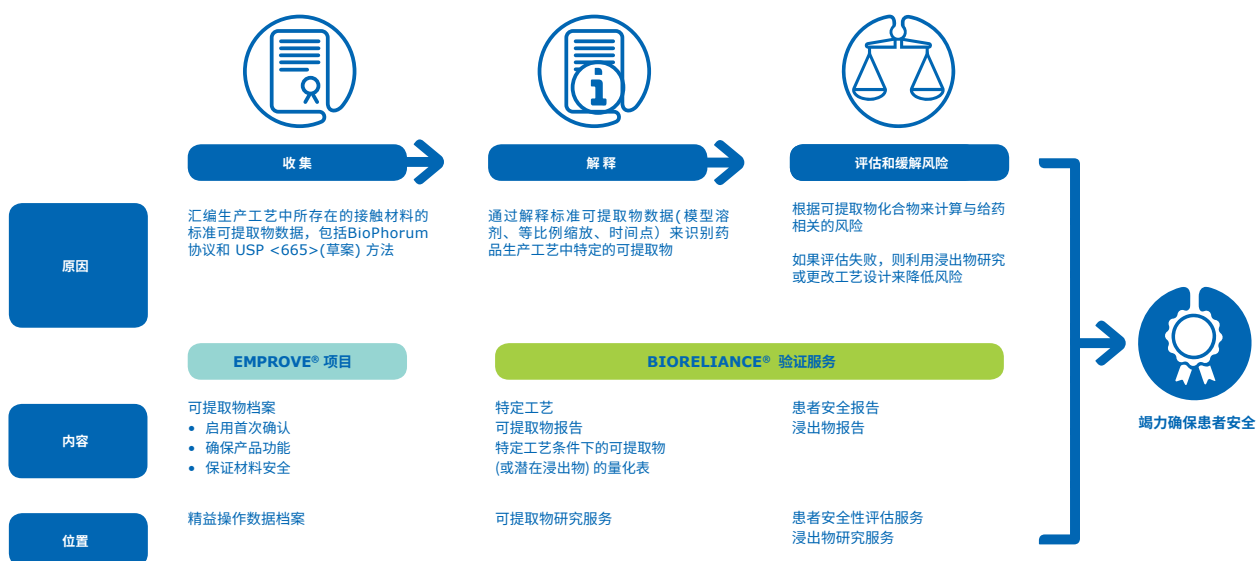 收集
解释
评估和缓解风险
原因
汇编生产工艺中所存在的接触材料的
标准可提取物数据，包括BioPhorum
协议和 USP <665>(草案) 方法
通过解释标准可提取物数据(模型溶
剂、等比例缩放、时间点）来识别药
品生产工艺中特定的可提取物
根据可提取物化合物来计算与给药
相关的风险
如果评估失败，则利用浸出物研究
或更改工艺设计来降低风险
EMPROVE® 项目
BIORELIANCE® 验证服务
内容
可提取物档案
• 启用首次确认
• 确保产品功能
• 保证材料安全
特定工艺
可提取物报告
特定工艺条件下的可提取物
(或潜在浸出物) 的量化表
患者安全报告
浸出物报告
位置
精益操作数据档案
可提取物研究服务
患者安全性评估服务
浸出物研究服务
竭力确保患者安全